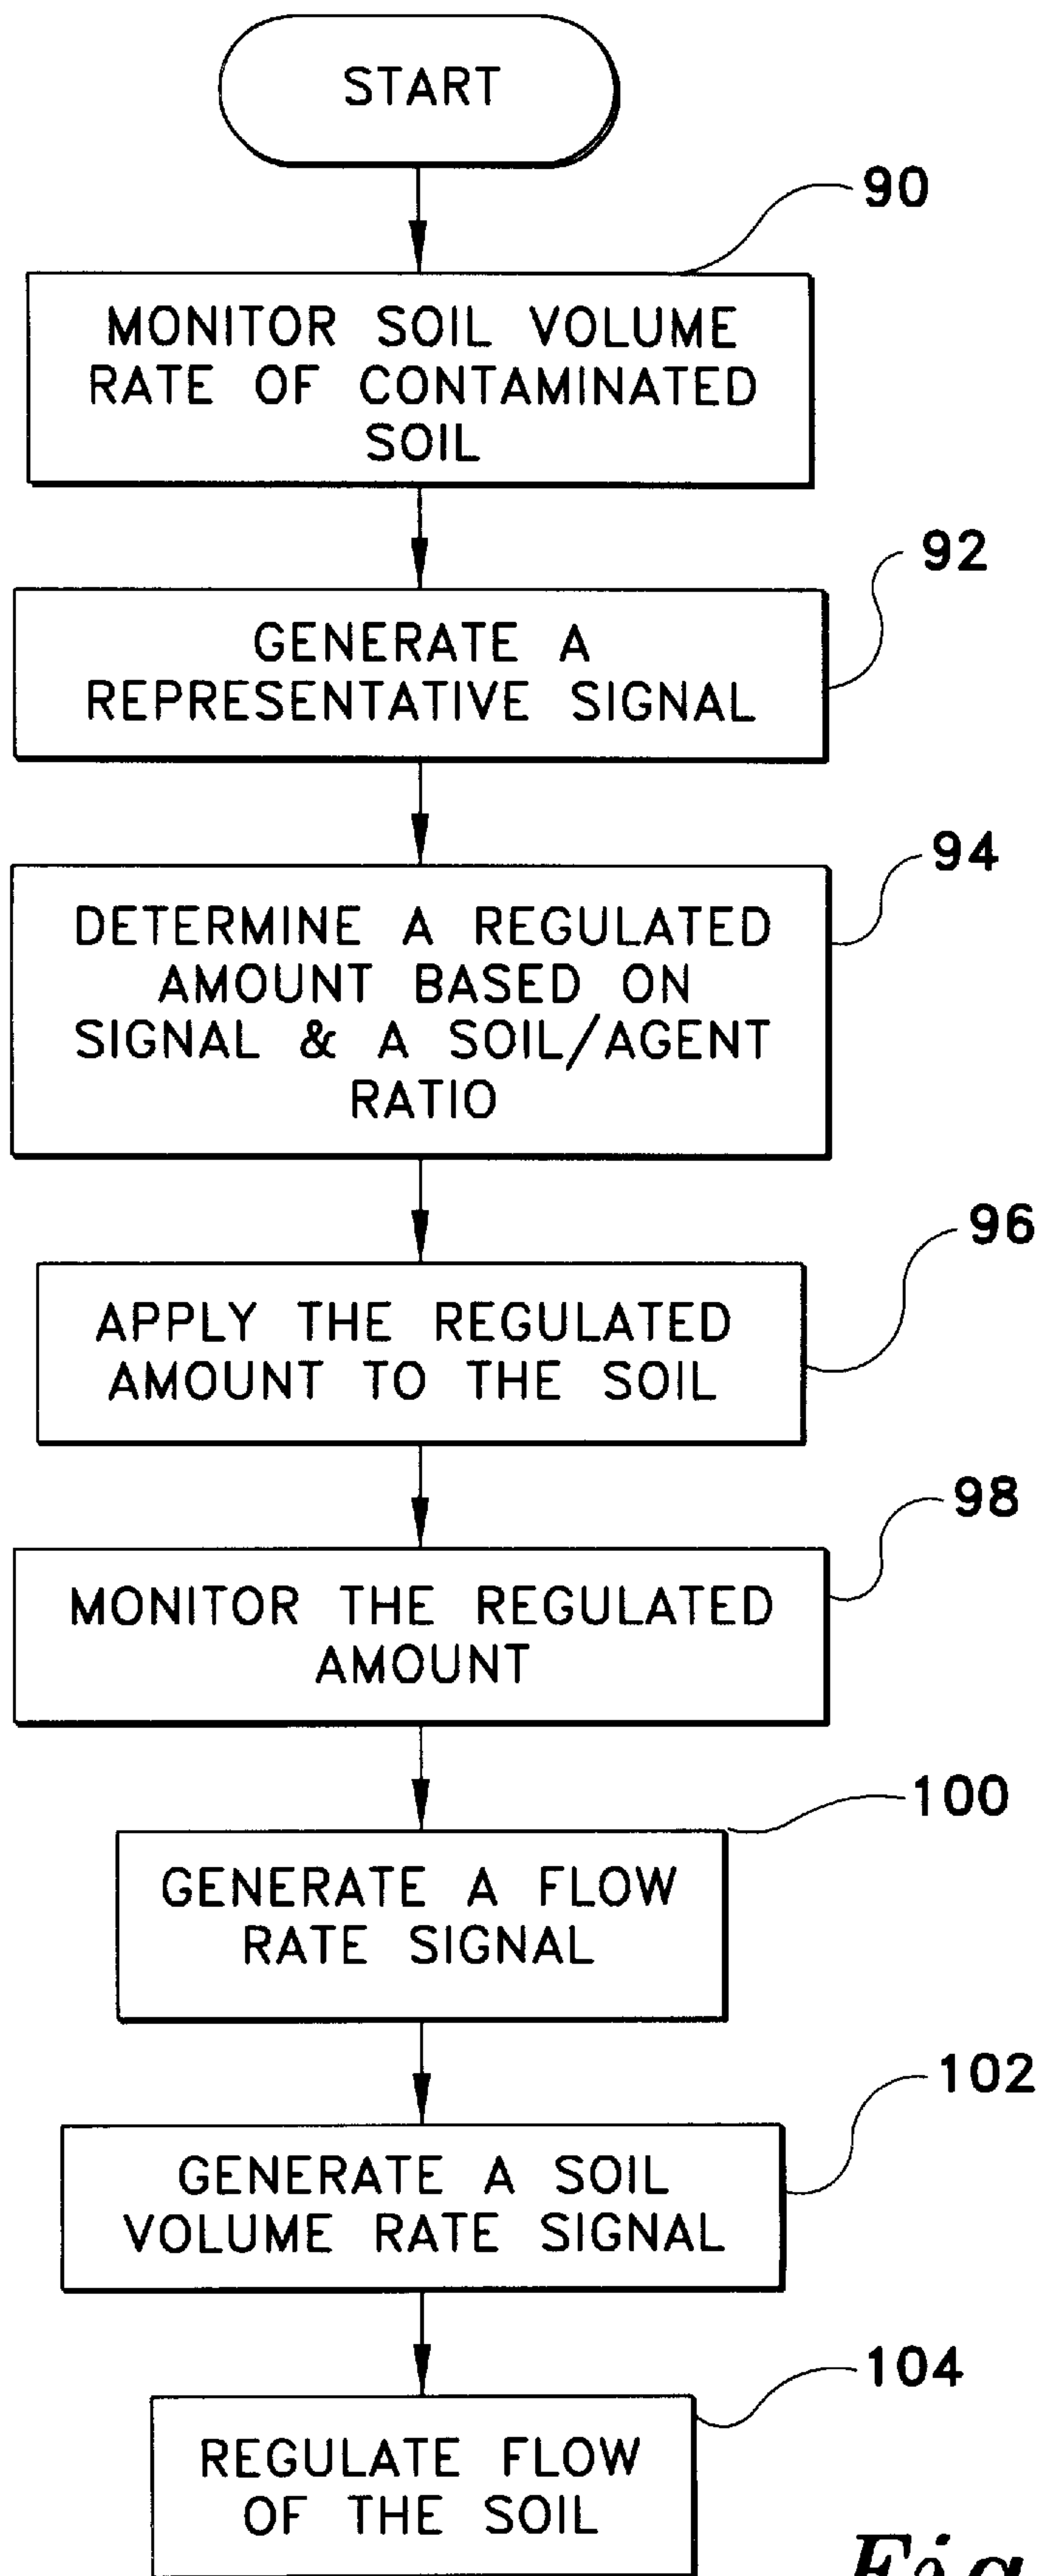 START
90
MONITOR SOIL VOLUME
RATE OF CONTAMINATED
SOIL
92
GENERATE A
REPRESENTATIVE SIGNAL
94
DETERMINE A REGULATED
AMOUNT BASED ON
SIGNAL & A SOIL/AGENT
RATIO
96
APPLY THE REGULATED
AMOUNT TO THE SOIL
98
MONITOR THE REGULATED
AMOUNT
100
GENERATE A FLOW
RATE SIGNAL
102
GENERATE A SOIL
VOLUME RATE SIGNAL
104
REGULATE FLOW
OF THE SOIL